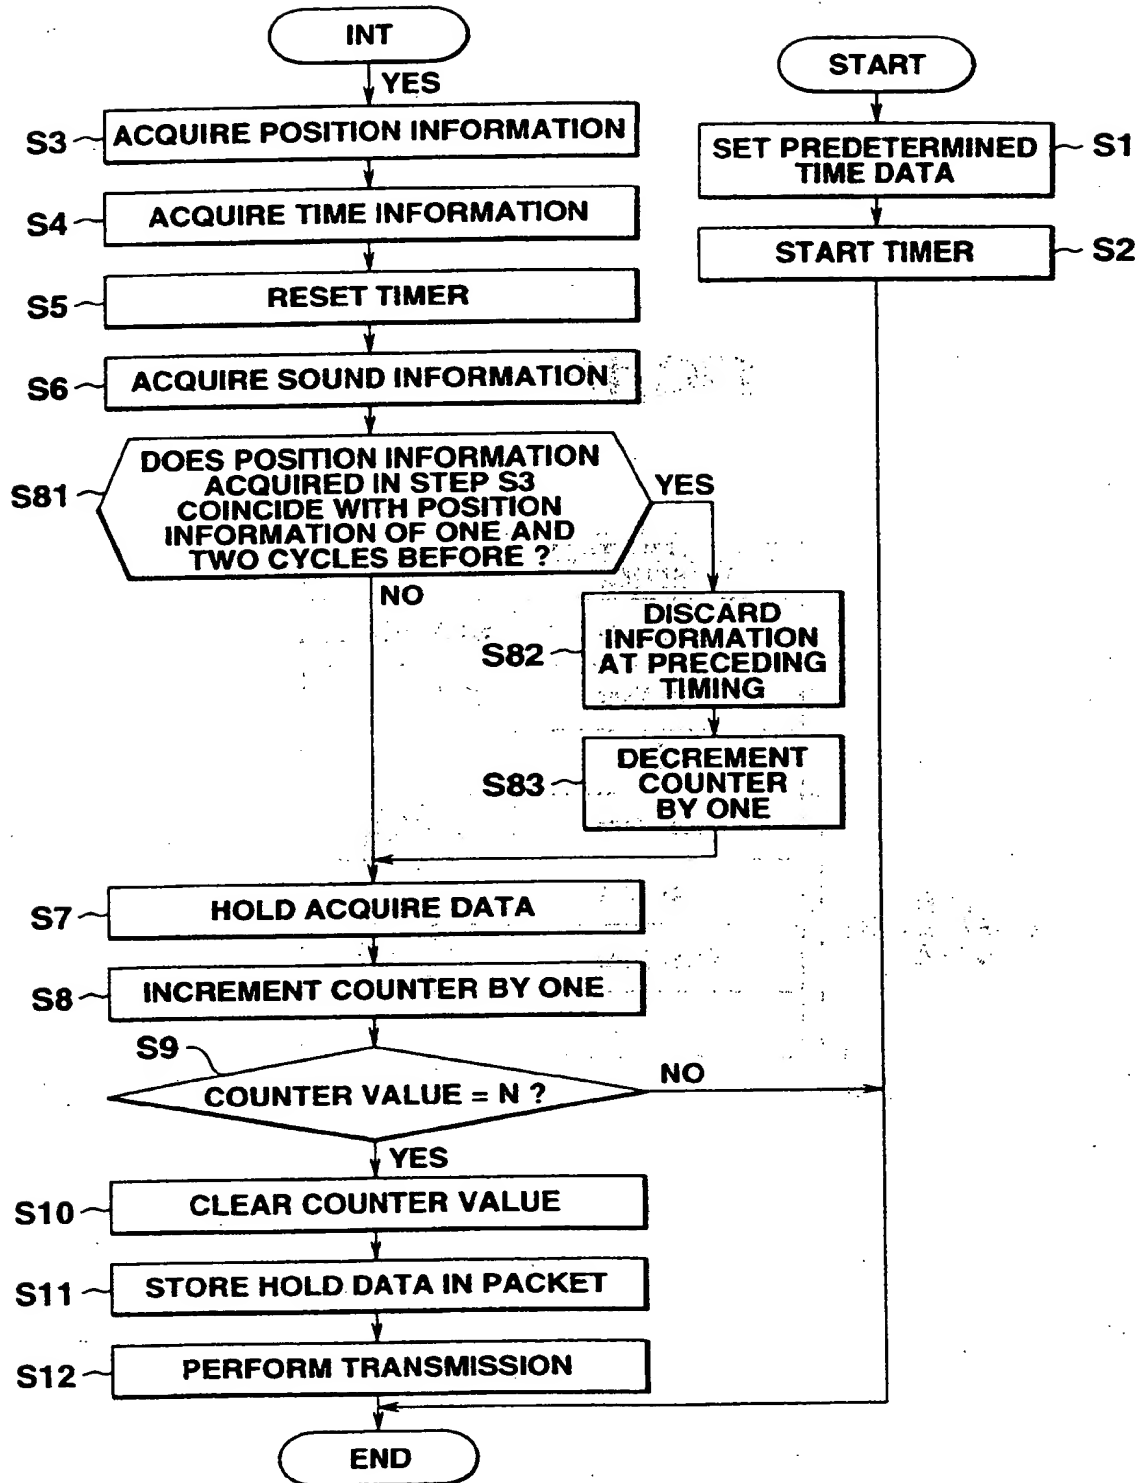 INT
YES
S3
ACQUIRE POSITION INFORMATION
S4
ACQUIRE TIME INFORMATION
S5
RESET TIMER
S6
ACQUIRE SOUND INFORMATION
S81
DOES POSITION INFORMATION
ACQUIRED IN STEP S3
COINCIDE WITH POSITION
INFORMATION OF ONE AND
TWO CYCLES BEFORE ?
YES
NO
S82
DISCARD
INFORMATION
AT PRECEDING
TIMING
S83
DECREMENT
COUNTER
BY ONE
S7
HOLD ACQUIRE DATA
S8
INCREMENT COUNTER BY ONE
S9
COUNTER VALUE = N ?
NO
YES
S10
CLEAR COUNTER VALUE
S11
STORE HOLD DATA IN PACKET
S12
PERFORM TRANSMISSION
END
START
SET PREDETERMINED
TIME DATA
S1
START TIMER
S2